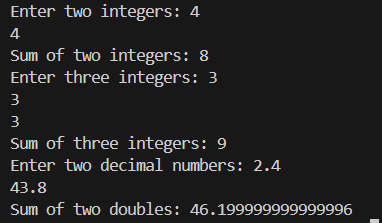 Enter two integers: 4
4
Sum of two integers: 8
Enter three integers: 3
3
3
Sum of three integers: 9
Enter two decimal numbers: 2.4
43.8
Sum of two doubles: 46.199999999999996